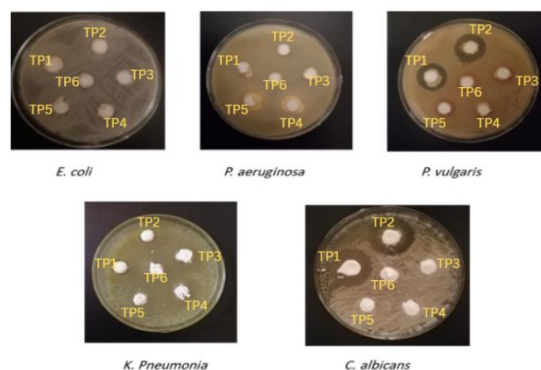 TP2
TP1
TP3
TP6
TP5
TP4
E. coli
TP2
TP1
TP3
TP6
TP5
TP4
P. aeruginosa
TP2
TP1
TP3
TP6
TP5
TP4
P. vulgaris
TP2
TP3
TP1
TP6
TP4
TP5
K. Pneumonia
TP2
TP1
TP3
TP6
TP5
TP4
C. albicans